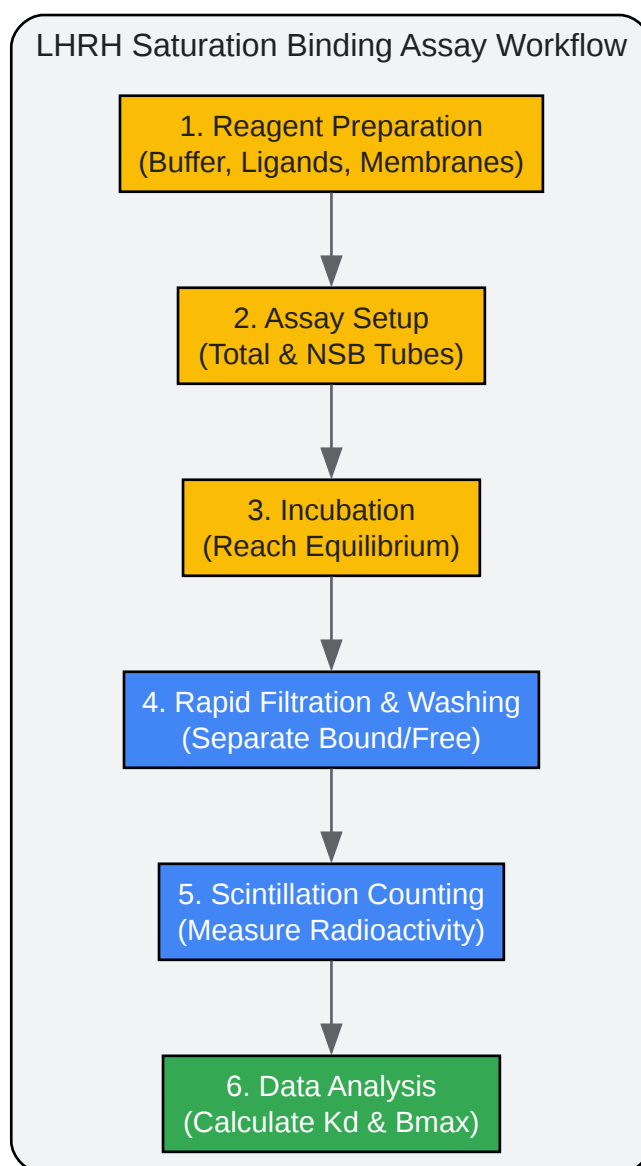 LHRH Saturation Binding Assay Workflow
1. Reagent Preparation
(Buffer, Ligands, Membranes)
2. Assay Setup
(Total & NSB Tubes)
3. Incubation
(Reach Equilibrium)
4. Rapid Filtration & Washing
(Separate Bound/Free)
5. Scintillation Counting
(Measure Radioactivity)
6. Data Analysis
(Calculate Kd & Bmax)